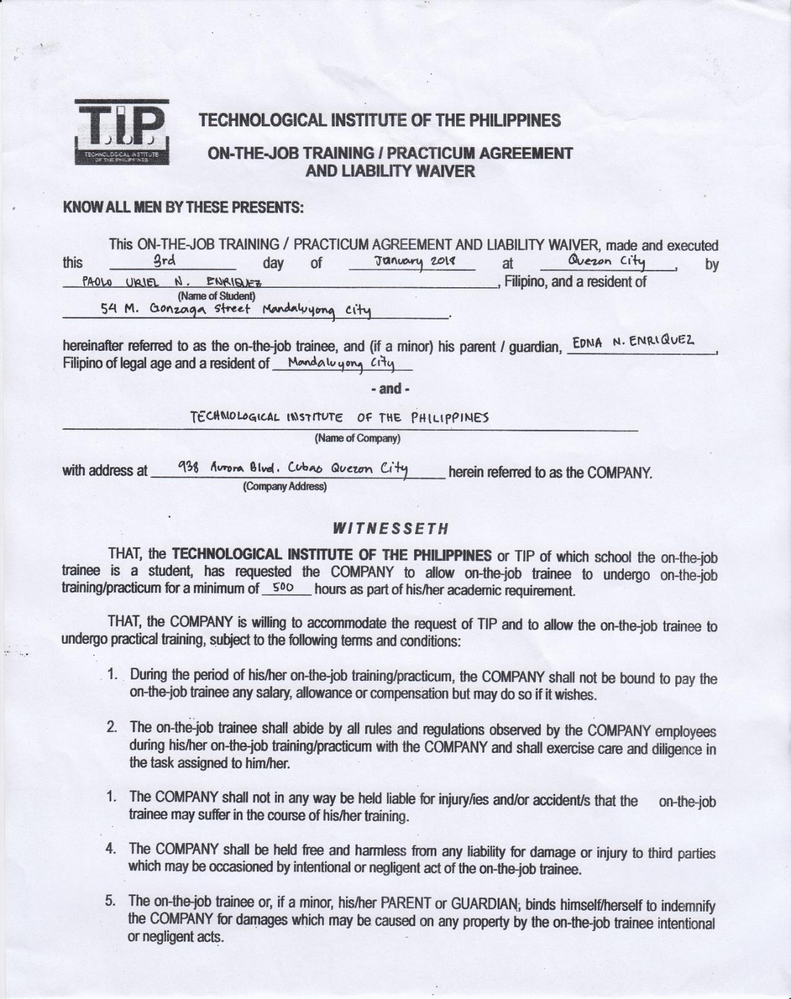 T.I.P.
TECHNOLOGICAL INSTITUTE
OF THE PHILIPPINES
TECHNOLOGICAL INSTITUTE OF THE PHILIPPINES
ON-THE-JOB TRAINING / PRACTICUM AGREEMENT
AND LIABILITY WAIVER
KNOW ALL MEN BY THESE PRESENTS:
This ON-THE-JOB TRAINING / PRACTICUM AGREEMENT AND LIABILITY WAIVER, made and executed
this 3rd day of January 2018 at Quezon City, by
PAOLO URIEL N. ENRIQUEZ, Filipino, and a resident of
(Name of Student)
54 M. Gonzaga Street Mandaluyong City.
hereinafter referred to as the on-the-job trainee, and (if a minor) his parent / guardian, EDNA N. ENRIQUEZ,
Filipino of legal age and a resident of Mandaluyong City
- and -
TECHNOLOGICAL INSTITUTE OF THE PHILIPPINES
(Name of Company)
with address at 938 Aurora Blvd. Cubao Quezon City herein referred to as the COMPANY.
(Company Address)
WITNESSETH
THAT, the TECHNOLOGICAL INSTITUTE OF THE PHILIPPINES or TIP of which school the on-the-job
trainee is a student, has requested the COMPANY to allow on-the-job trainee to undergo on-the-job
training/practicum for a minimum of 500 hours as part of his/her academic requirement.
THAT, the COMPANY is willing to accommodate the request of TIP and to allow the on-the-job trainee to
undergo practical training, subject to the following terms and conditions:
1. During the period of his/her on-the-job training/practicum, the COMPANY shall not be bound to pay the
on-the-job trainee any salary, allowance or compensation but may do so if it wishes.
2. The on-the-job trainee shall abide by all rules and regulations observed by the COMPANY employees
during his/her on-the-job training/practicum with the COMPANY and shall exercise care and diligence in
the task assigned to him/her.
1. The COMPANY shall not in any way be held liable for injury/ies and/or accident/s that the on-the-job
trainee may suffer in the course of his/her training.
4. The COMPANY shall be held free and harmless from any liability for damage or injury to third parties
which may be occasioned by intentional or negligent act of the on-the-job trainee.
5. The on-the-job trainee or, if a minor, his/her PARENT or GUARDIAN; binds himself/herself to indemnify
the COMPANY for damages which may be caused on any property by the on-the-job trainee intentional
or negligent acts.